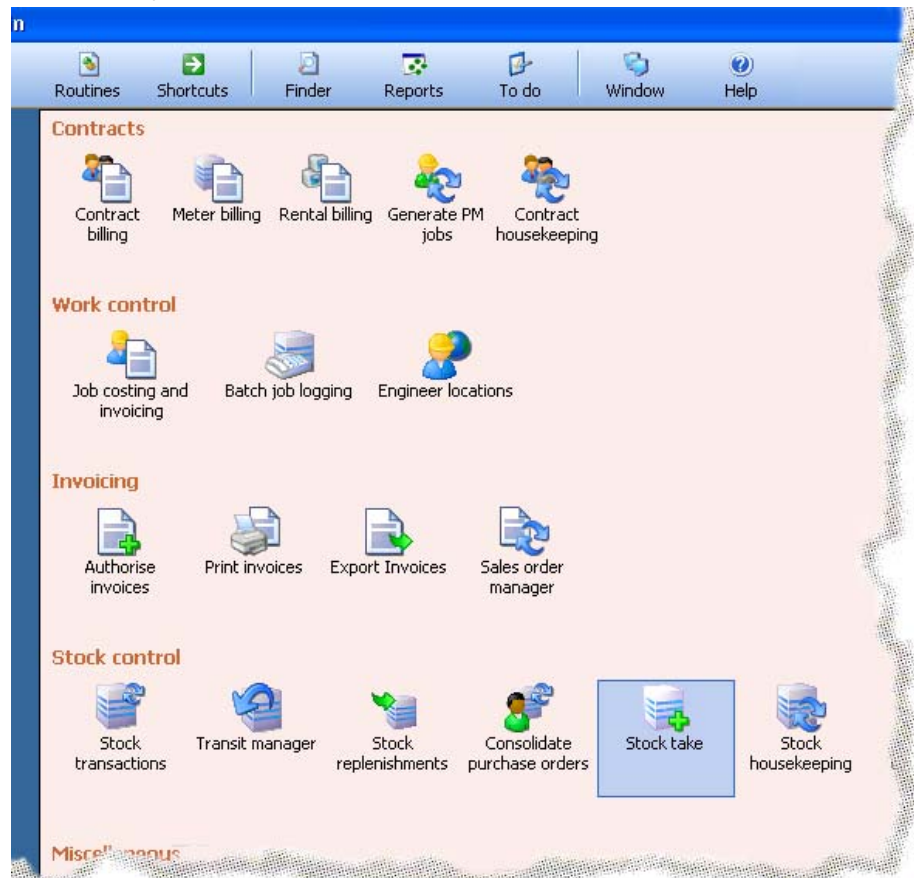 n
Routines Shortcuts Finder Reports To do Window Help
Contracts
Contract Meter billing Rental billing Generate PM Contract
billing jobs housekeeping
Work control
Job costing and Batch job logging Engineer locations
invoicing
Invoicing
Authorise Print invoices Export Invoices Sales order
invoices manager
Stock control
Stock Transit manager Stock Consolidate Stock take Stock
transactions replenishments purchase orders housekeeping
Miscellaneous